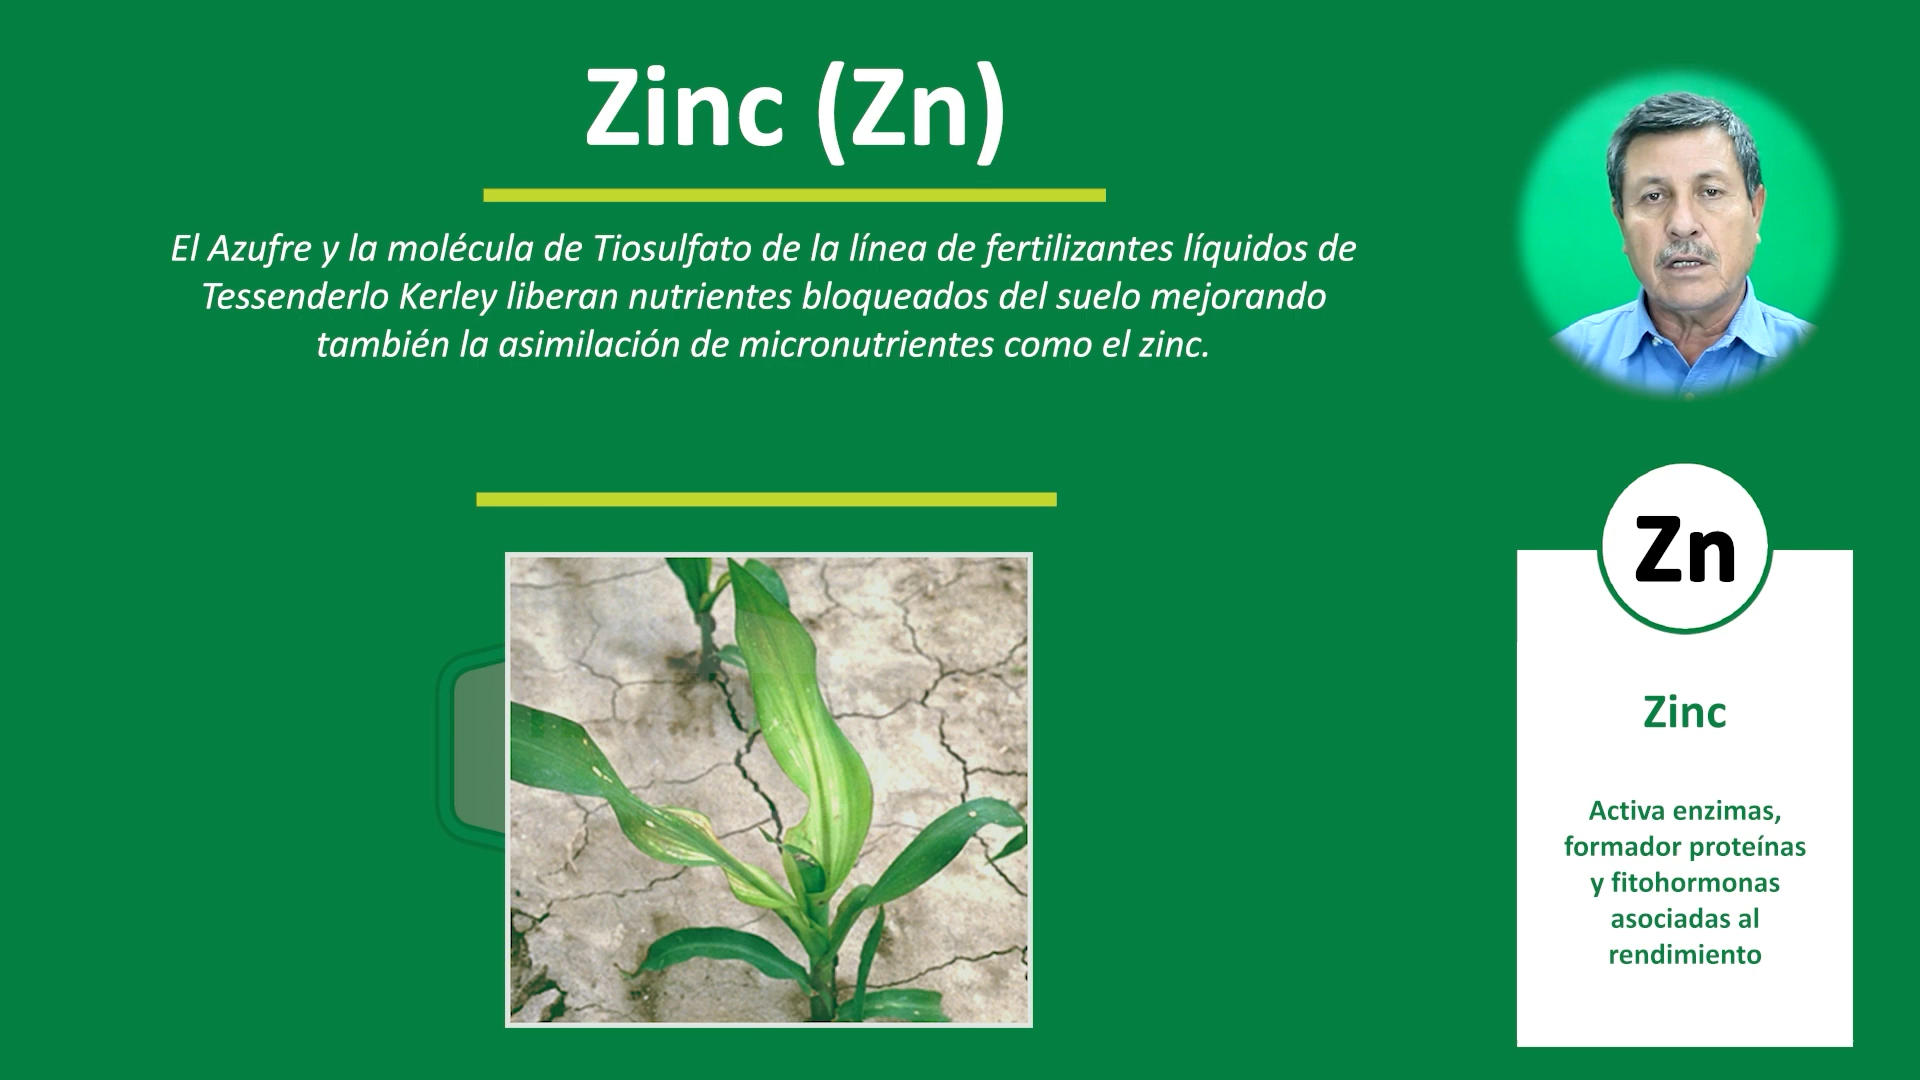 Zinc (Zn)
El Azufre y la molécula de Tiosulfato de la línea de fertilizantes líquidos de
Tessenderlo Kerley liberan nutrientes bloqueados del suelo mejorando
también la asimilación de micronutrientes como el zinc.
Zn
Zinc
Activa enzimas,
formador proteínas
y fitohormonas
asociadas al
rendimiento